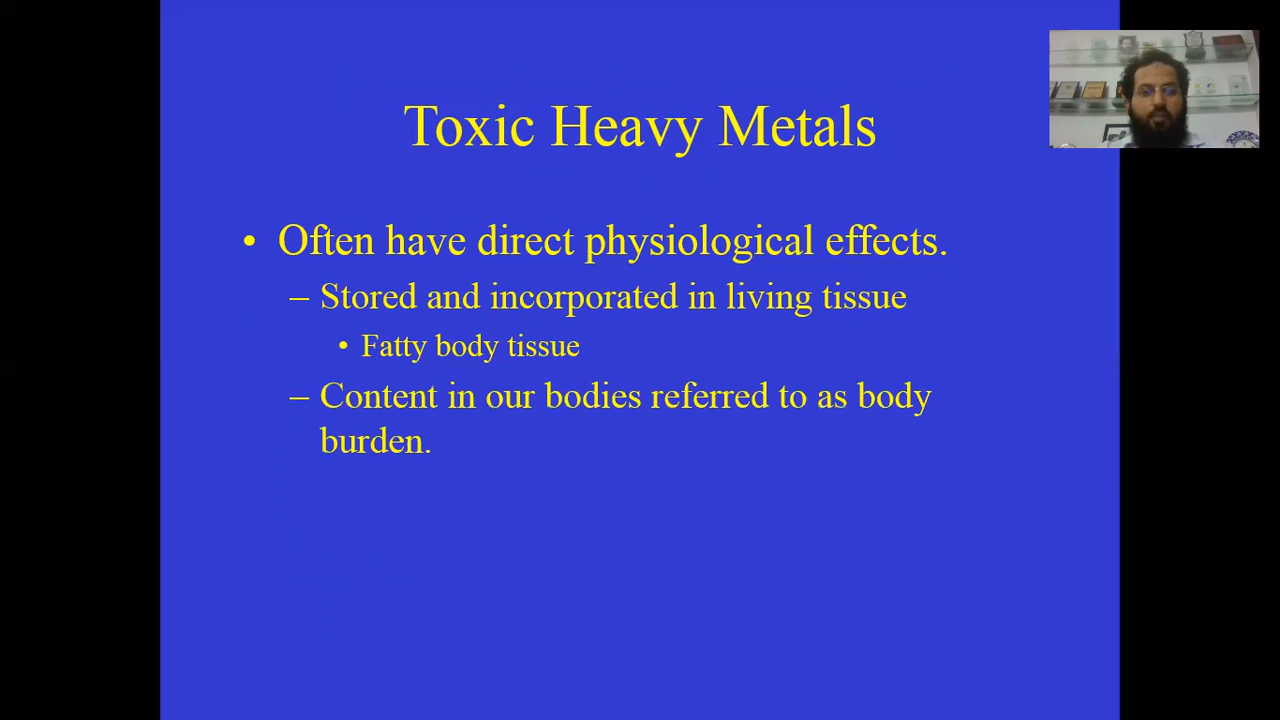 Toxic Heavy Metals
• Often have direct physiological effects.
– Stored and incorporated in living tissue
• Fatty body tissue
– Content in our bodies referred to as body
burden.